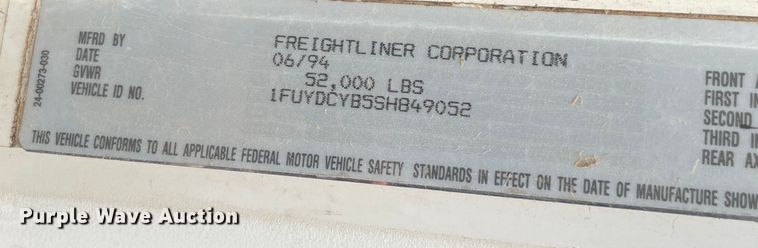 24-00273-030
MFRD BY FREIGHTLINER CORPORATION
DATE 06/94
GVWR 52,000 LBS
VEHICLE ID NO. 1FUYDCYB5SH849052
FRONT
FIRST IN
SECOND
THIRD IN
REAR AX
THIS VEHICLE CONFORMS TO ALL APPLICABLE FEDERAL MOTOR VEHICLE SAFETY STANDARDS IN EFFECT ON THE DATE OF MANUFACTURE SHOW
Purple Wave Auction